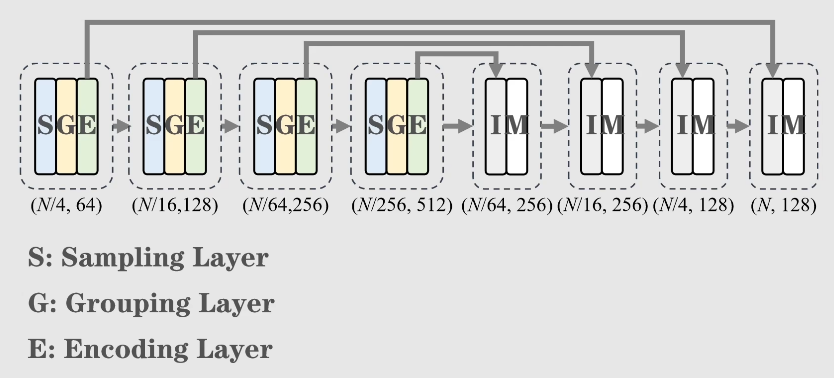 SGE SGE SGE SGE IM IM IM IM
(N/4, 64) (N/16,128) (N/64,256) (N/256, 512) (N/64, 256) (N/16, 256) (N/4, 128) (N, 128)
S: Sampling Layer
G: Grouping Layer
E: Encoding Layer